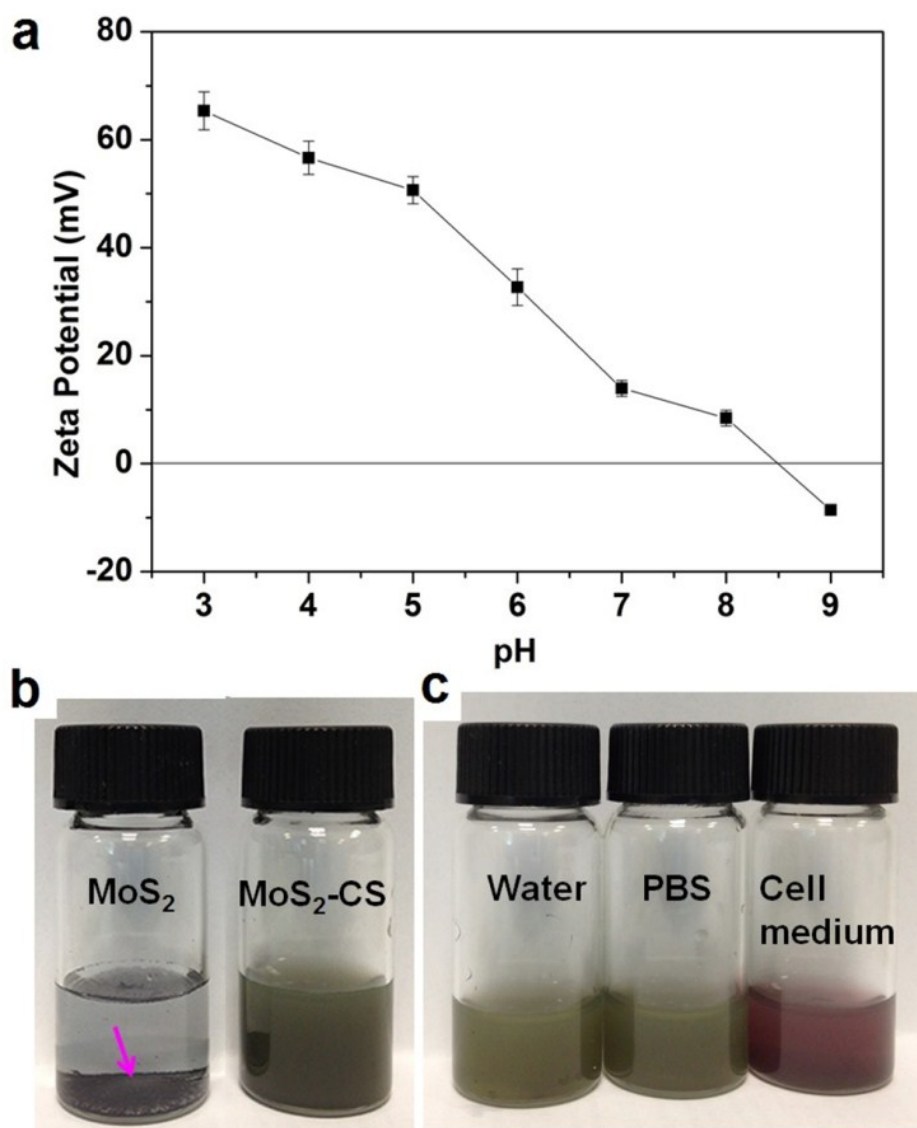 a
80
60
40
20
0
-20
Zeta Potential (mV)
3 4 5 6 7 8 9
pH
b
MoS₂
MoS₂-CS
c
Water
PBS
Cell
medium